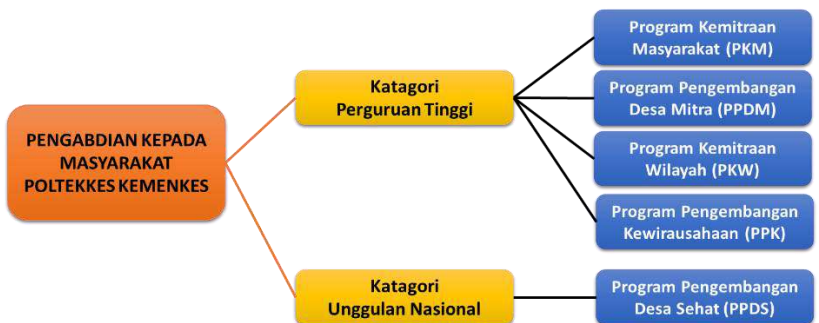 PENGABDIAN KEPADA
MASYARAKAT
POLTEKKES KEMENKES
Katagori
Perguruan Tinggi
Program Kemitraan
Masyarakat (PKM)
Program Pengembangan
Desa Mitra (PPDM)
Program Kemitraan
Wilayah (PKW)
Program Pengembangan
Kewirausahaan (PPK)
Katagori
Unggulan Nasional
Program Pengembangan
Desa Sehat (PPDS)